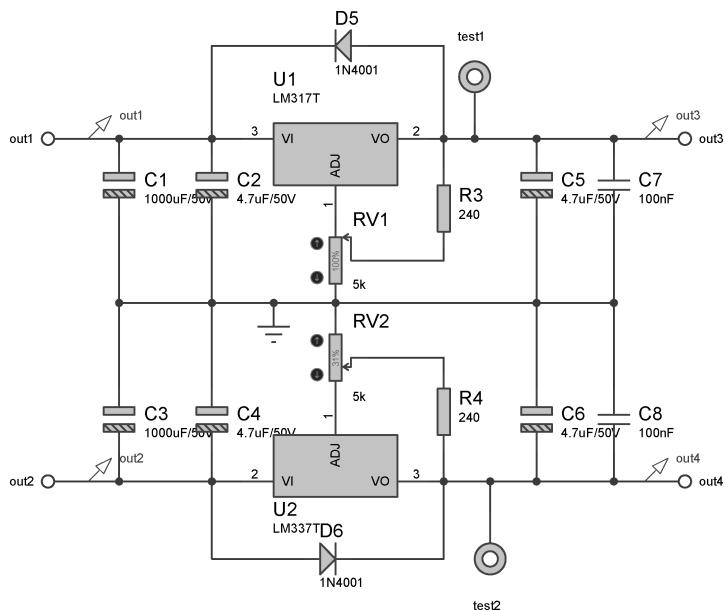 D5
test1
1N4001
U1
LM317T
out1
out1
3
VI
VO
2
out3
out3
ADJ
1
C1
1000uF/50V
C2
4.7uF/50V
R3
240
C5
4.7uF/50V
C7
100nF
RV1
100%
5k
RV2
31%
5k
1
C3
1000uF/50V
C4
4.7uF/50V
R4
240
C6
4.7uF/50V
C8
100nF
ADJ
out2
out2
2
VI
VO
3
out4
out4
U2
LM337T
D6
1N4001
test2